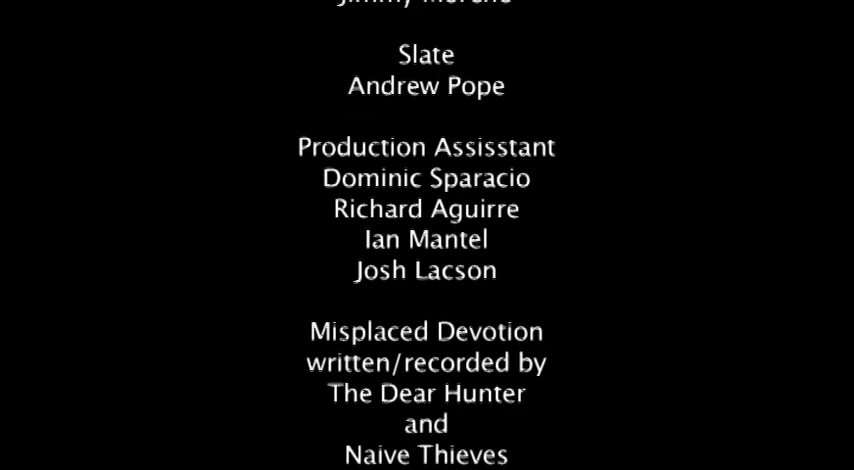 Slate
Andrew Pope
Production Assisstant
Dominic Sparacio
Richard Aguirre
Ian Mantel
Josh Lacson
Misplaced Devotion
written/recorded by
The Dear Hunter
and
Naive Thieves